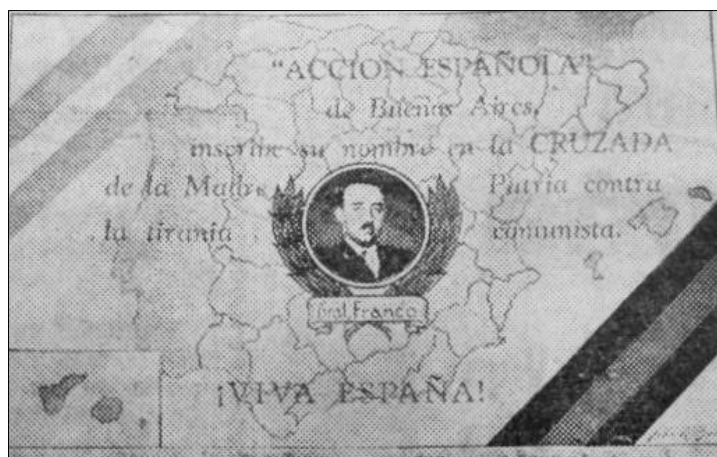 "ACCION ESPAÑOLA"
de Buenos Aires,
inscribe su nombre en la CRUZADA
de la Madre Patria contra
la tiranía comunista.
Gral. Franco
¡VIVA ESPAÑA!